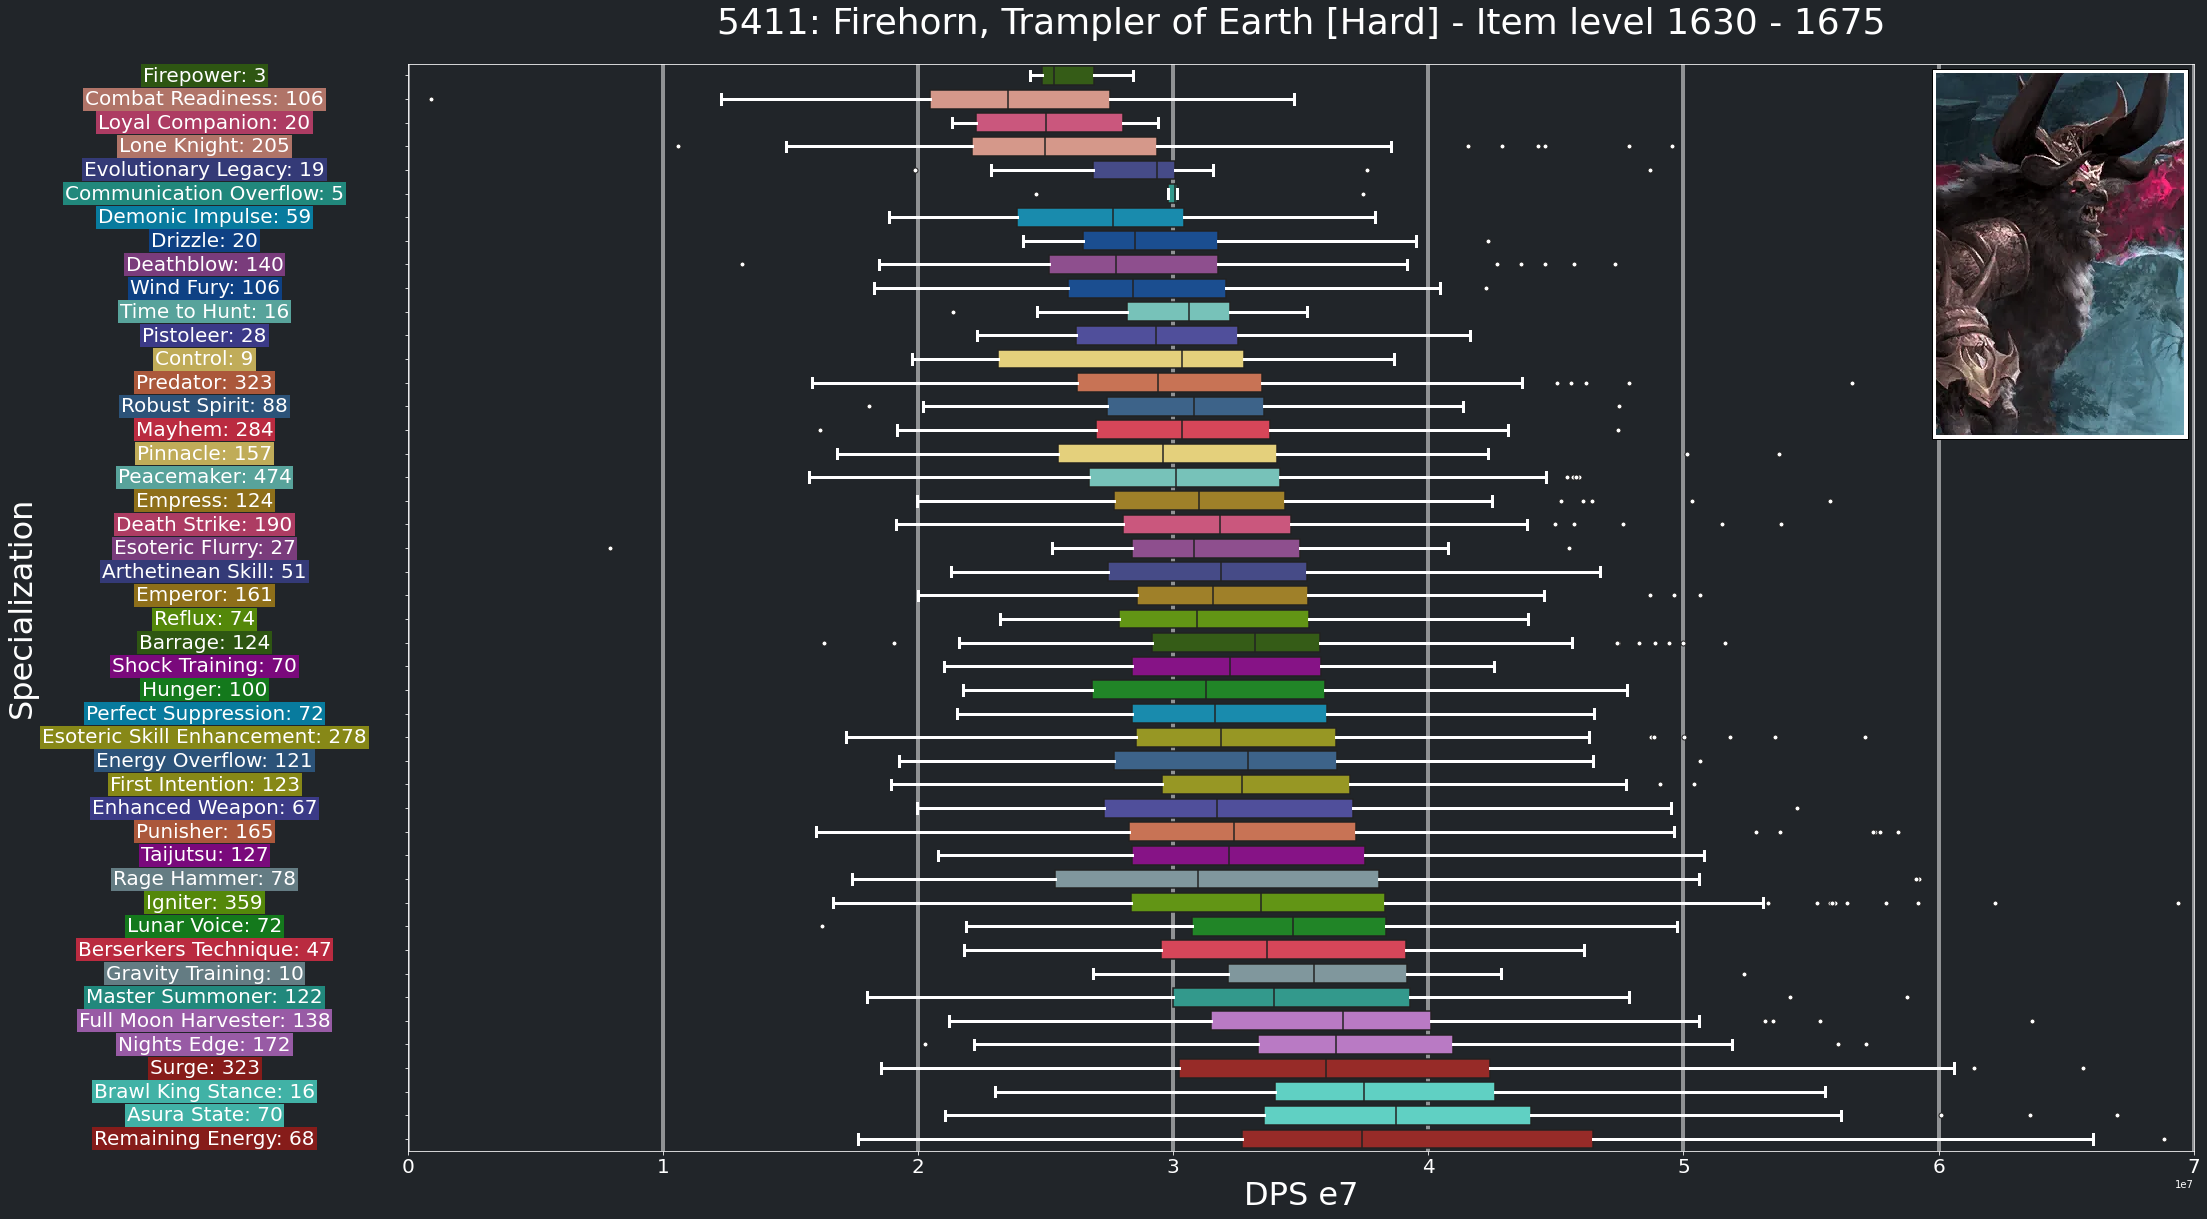 5411: Firehorn, Trampler of Earth [Hard] - Item level 1630 - 1675
Specialization
Firepower: 3
Combat Readiness: 106
Loyal Companion: 20
Lone Knight: 205
Evolutionary Legacy: 19
Communication Overflow: 5
Demonic Impulse: 59
Drizzle: 20
Deathblow: 140
Wind Fury: 106
Time to Hunt: 16
Pistoleer: 28
Control: 9
Predator: 323
Robust Spirit: 88
Mayhem: 284
Pinnacle: 157
Peacemaker: 474
Empress: 124
Death Strike: 190
Esoteric Flurry: 27
Arthetinean Skill: 51
Emperor: 161
Reflux: 74
Barrage: 124
Shock Training: 70
Hunger: 100
Perfect Suppression: 72
Esoteric Skill Enhancement: 278
Energy Overflow: 121
First Intention: 123
Enhanced Weapon: 67
Punisher: 165
Taijutsu: 127
Rage Hammer: 78
Igniter: 359
Lunar Voice: 72
Berserkers Technique: 47
Gravity Training: 10
Master Summoner: 122
Full Moon Harvester: 138
Nights Edge: 172
Surge: 323
Brawl King Stance: 16
Asura State: 70
Remaining Energy: 68
0 1 2 3 4 5 6 7
1e7
DPS e7